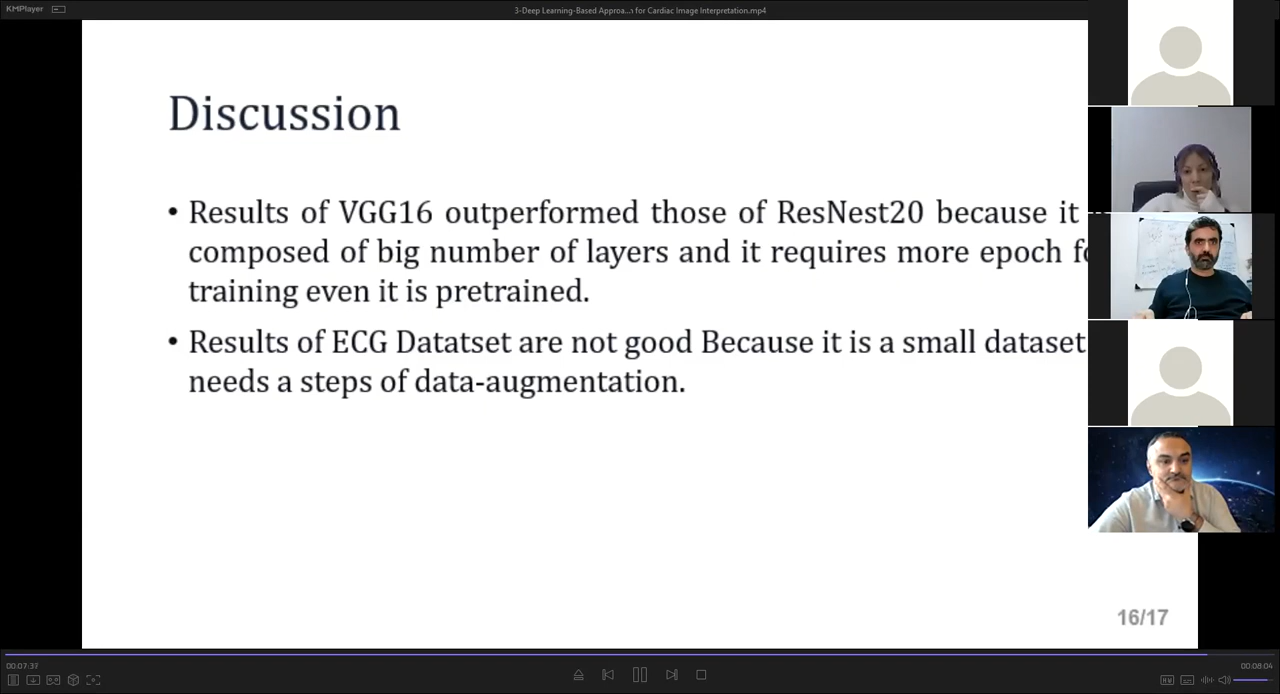 KMPlayer
3-Deep Learning-Based Approa...n for Cardiac Image Interpretation.mp4
Discussion
• Results of VGG16 outperformed those of ResNest20 because it
composed of big number of layers and it requires more epoch fo
training even it is pretrained.
• Results of ECG Datatset are not good Because it is a small dataset
needs a steps of data-augmentation.
16/17
00:07:37
00:08:04